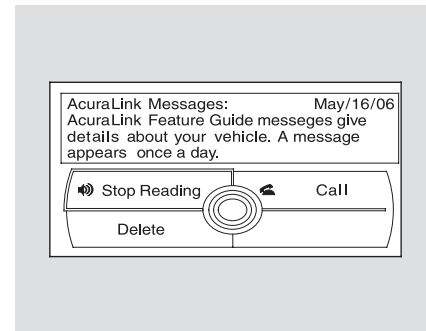 AcuraLink Messages: May/16/06
AcuraLink Feature Guide messeges give
details about your vehicle. A message
appears once a day.
Stop Reading Call
Delete